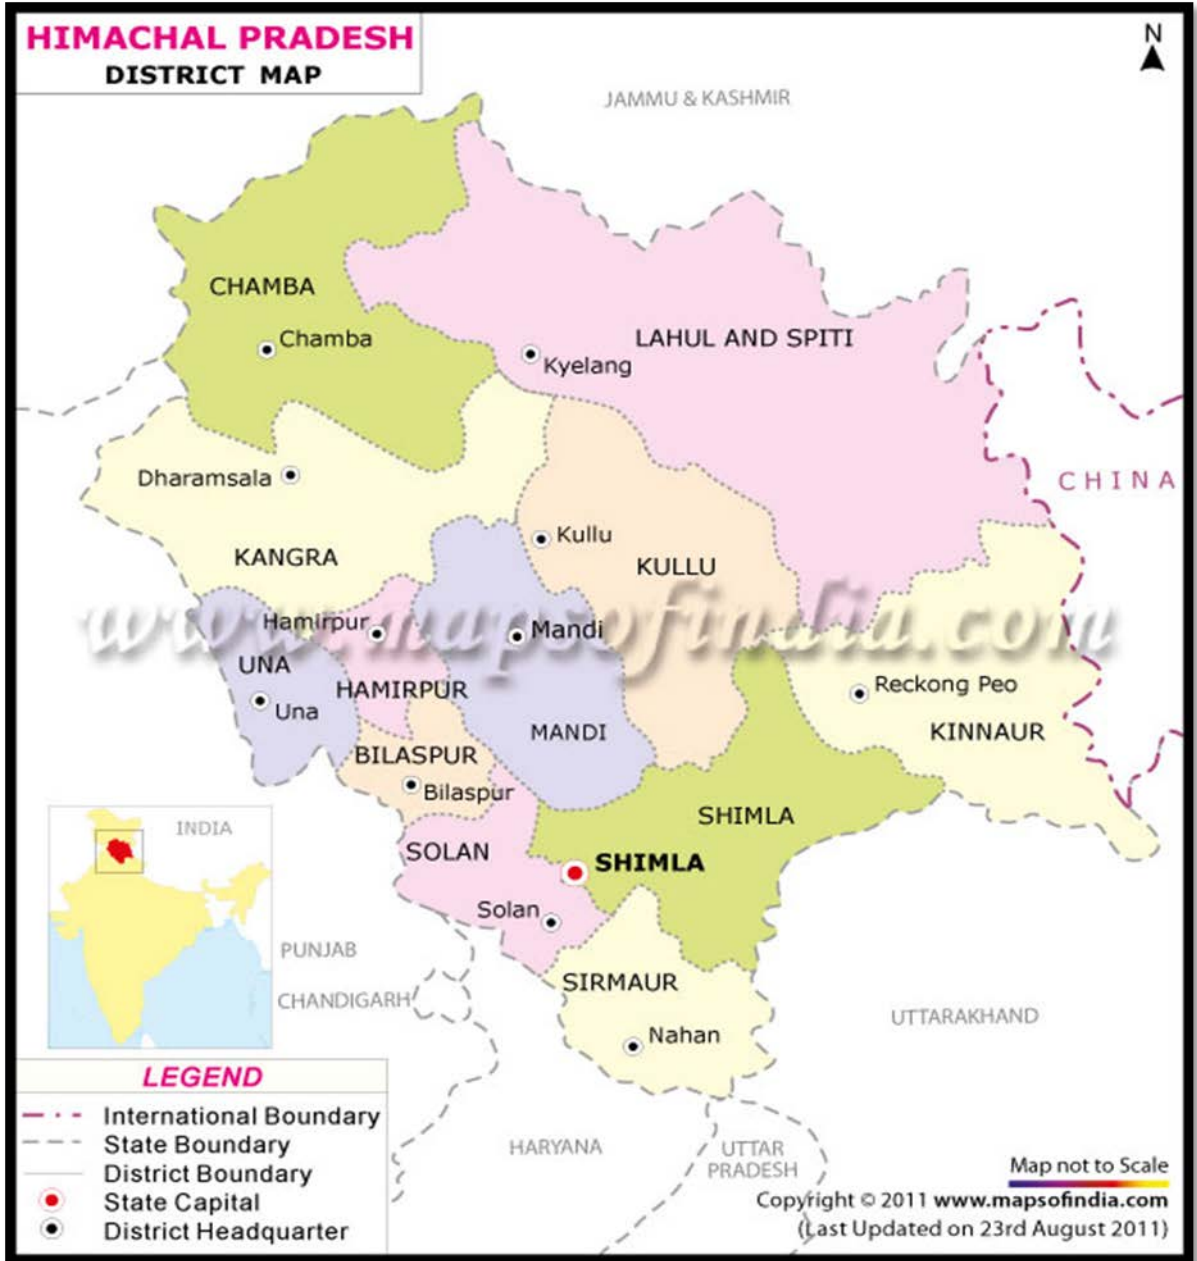 HIMACHAL PRADESH
DISTRICT MAP
N
JAMMU & KASHMIR
CHAMBA
Chamba
LAHUL AND SPITI
Kyelang
CHINA
Dharamsala
KANGRA
Kullu
KULLU
www.mapsofindia.com
Hamirpur
Mandi
UNA
Una
HAMIRPUR
Reckong Peo
KINNAUR
MANDI
BILASPUR
Bilaspur
SHIMLA
SOLAN
SHIMLA
Solan
INDIA
PUNJAB
CHANDIGARH
SIRMAUR
Nahan
UTTARAKHAND
HARYANA
UTTAR
PRADESH
LEGEND
International Boundary
State Boundary
District Boundary
State Capital
District Headquarter
Map not to Scale
Copyright © 2011 www.mapsofindia.com
(Last Updated on 23rd August 2011)